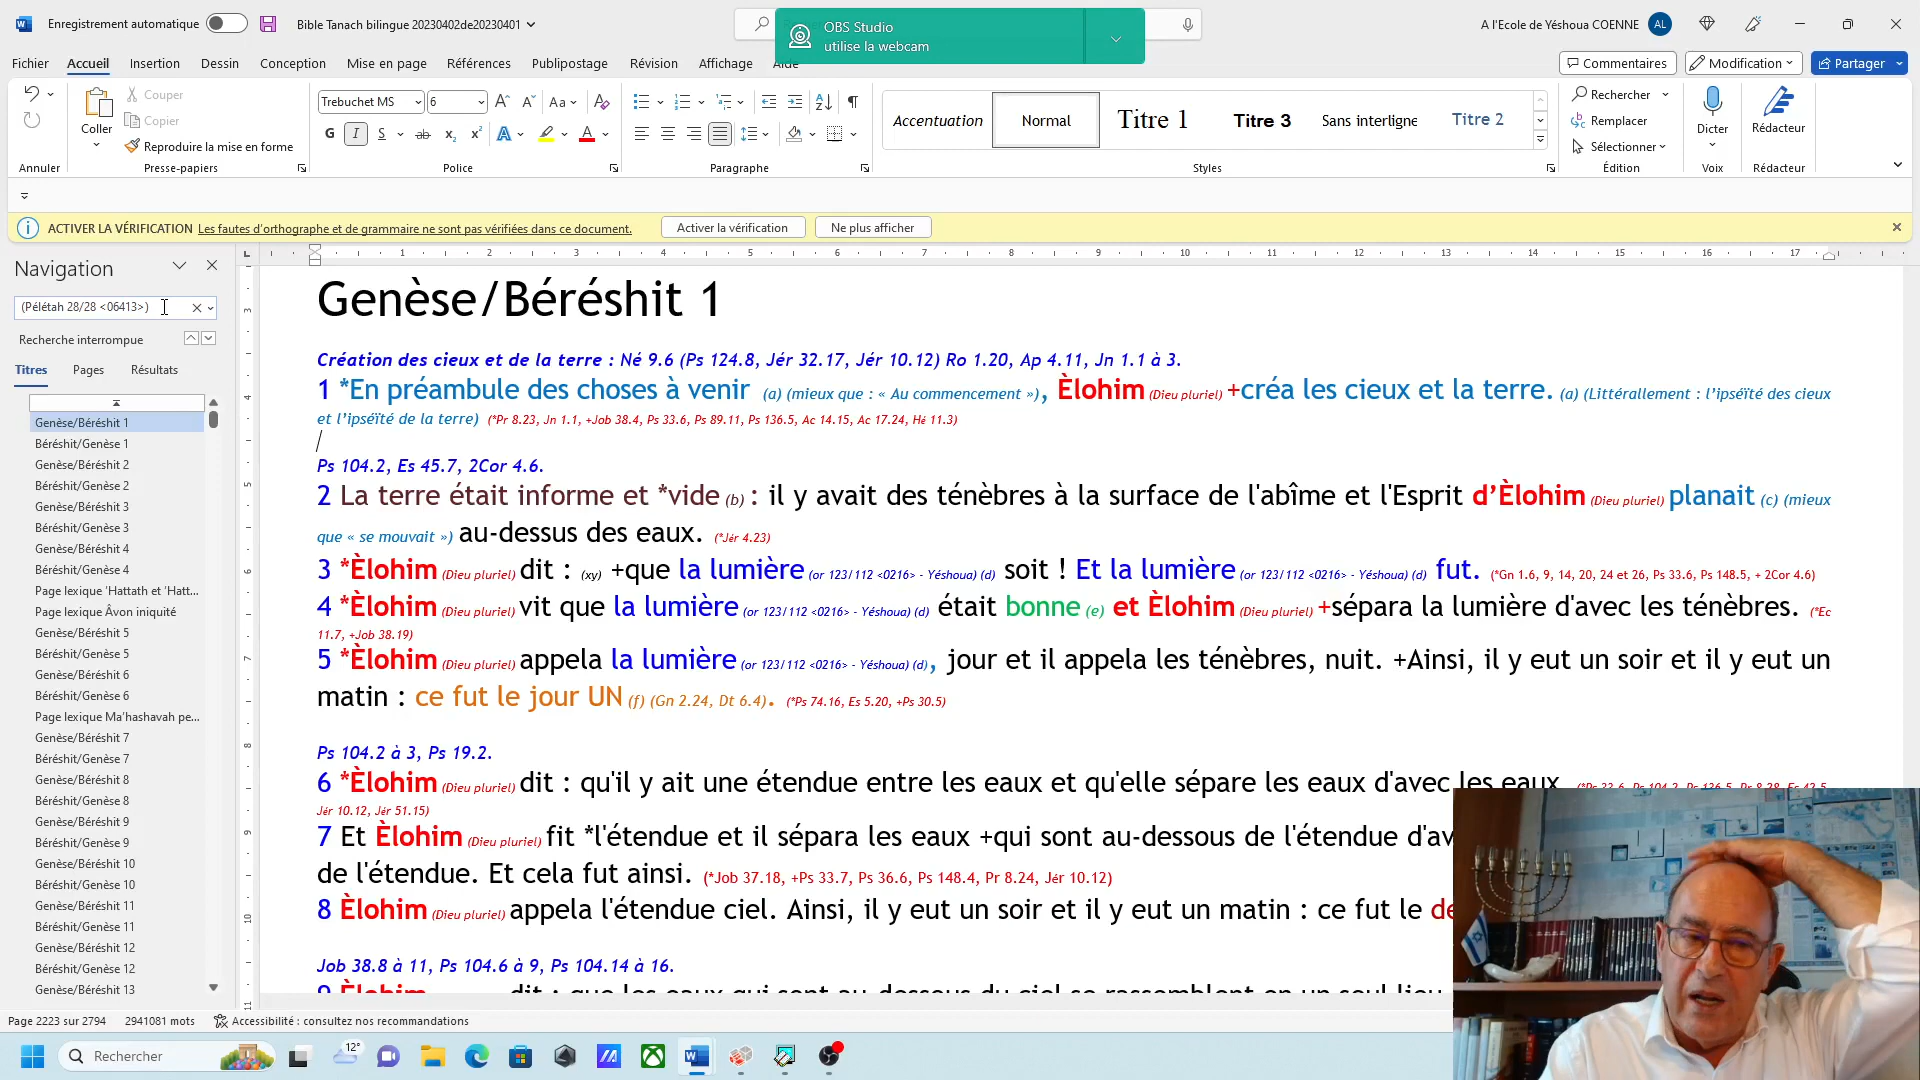 Enregistrement automatique
Bible Tanach bilingue 20230402de20230401
OBS Studio
utilise la webcam
A l'Ecole de Yéshoua COENNE
AL
Fichier
Accueil
Insertion
Dessin
Conception
Mise en page
Références
Publipostage
Révision
Affichage
Aide
Commentaires
Modification
Partager
Couper
Copier
Coller
Reproduire la mise en forme
Trebuchet MS
6
Accentuation
Normal
Titre 1
Titre 3
Sans interligne
Titre 2
Rechercher
Remplacer
Sélectionner
Dicter
Rédacteur
Annuler
Presse-papiers
Police
Paragraphe
Styles
Édition
Voix
Rédacteur
ACTIVER LA VÉRIFICATION Les fautes d'orthographe et de grammaire ne sont pas vérifiées dans ce document.
Activer la vérification
Ne plus afficher
Navigation
(Pélétah 28/28 <06413>)
Recherche interrompue
Titres
Pages
Résultats
Genèse/Béréshit 1
Béréshit/Genèse 1
Genèse/Béréshit 2
Béréshit/Genèse 2
Genèse/Béréshit 3
Béréshit/Genèse 3
Genèse/Béréshit 4
Béréshit/Genèse 4
Page lexique 'Hattath et 'Hatt...
Page lexique Âvon iniquité
Genèse/Béréshit 5
Béréshit/Genèse 5
Genèse/Béréshit 6
Béréshit/Genèse 6
Page lexique Ma'hashavah pe...
Genèse/Béréshit 7
Béréshit/Genèse 7
Genèse/Béréshit 8
Béréshit/Genèse 8
Genèse/Béréshit 9
Béréshit/Genèse 9
Genèse/Béréshit 10
Béréshit/Genèse 10
Genèse/Béréshit 11
Béréshit/Genèse 11
Genèse/Béréshit 12
Béréshit/Genèse 12
Genèse/Béréshit 13
Genèse/Béréshit 1
Création des cieux et de la terre : Né 9.6 (Ps 124.8, Jér 32.17, Jér 10.12) Ro 1.20, Ap 4.11, Jn 1.1 à 3.
1 *En préambule des choses à venir (a) (mieux que : « Au commencement »), Èlohim (Dieu pluriel) +créa les cieux et la terre. (a) (Littérallement : l'ipséïté des cieux
et l'ipséïté de la terre) (*Pr 8.23, Jn 1.1, +Job 38.4, Ps 33.6, Ps 89.11, Ps 136.5, Ac 14.15, Ac 17.24, Hé 11.3)
/
Ps 104.2, Es 45.7, 2Cor 4.6.
2 La terre était informe et *vide (b) : il y avait des ténèbres à la surface de l'abîme et l'Esprit d'Èlohim (Dieu pluriel) planait (c) (mieux
que « se mouvait ») au-dessus des eaux. (*Jér 4.23)
3 *Èlohim (Dieu pluriel) dit : (xy) +que la lumière (or 123/112 <0216> - Yéshoua) (d) soit ! Et la lumière (or 123/112 <0216> - Yéshoua) (d) fut. (*Gn 1.6, 9, 14, 20, 24 et 26, Ps 33.6, Ps 148.5, + 2Cor 4.6)
4 *Èlohim (Dieu pluriel) vit que la lumière (or 123/112 <0216> - Yéshoua) (d) était bonne (e) et Èlohim (Dieu pluriel) +sépara la lumière d'avec les ténèbres. (*Ec
11.7, +Job 38.19)
5 *Èlohim (Dieu pluriel) appela la lumière (or 123/112 <0216> - Yéshoua) (d), jour et il appela les ténèbres, nuit. +Ainsi, il y eut un soir et il y eut un
matin : ce fut le jour UN (f) (Gn 2.24, Dt 6.4). (*Ps 74.16, Es 5.20, +Ps 30.5)
Ps 104.2 à 3, Ps 19.2.
6 *Èlohim (Dieu pluriel) dit : qu'il y ait une étendue entre les eaux et qu'elle sépare les eaux d'avec les eaux.
Jér 10.12, Jér 51.15)
7 Et Èlohim (Dieu pluriel) fit *l'étendue et il sépara les eaux +qui sont au-dessous de l'étendue d'av
de l'étendue. Et cela fut ainsi. (*Job 37.18, +Ps 33.7, Ps 36.6, Ps 148.4, Pr 8.24, Jér 10.12)
8 Èlohim (Dieu pluriel) appela l'étendue ciel. Ainsi, il y eut un soir et il y eut un matin : ce fut le de
Job 38.8 à 11, Ps 104.6 à 9, Ps 104.14 à 16.
9 Èlohim dit : que les eaux qui sont au-dessous du ciel se rassemblent en un seul lieu
Page 2223 sur 2794
2941081 mots
Accessibilité : consultez nos recommandations
Rechercher
12°